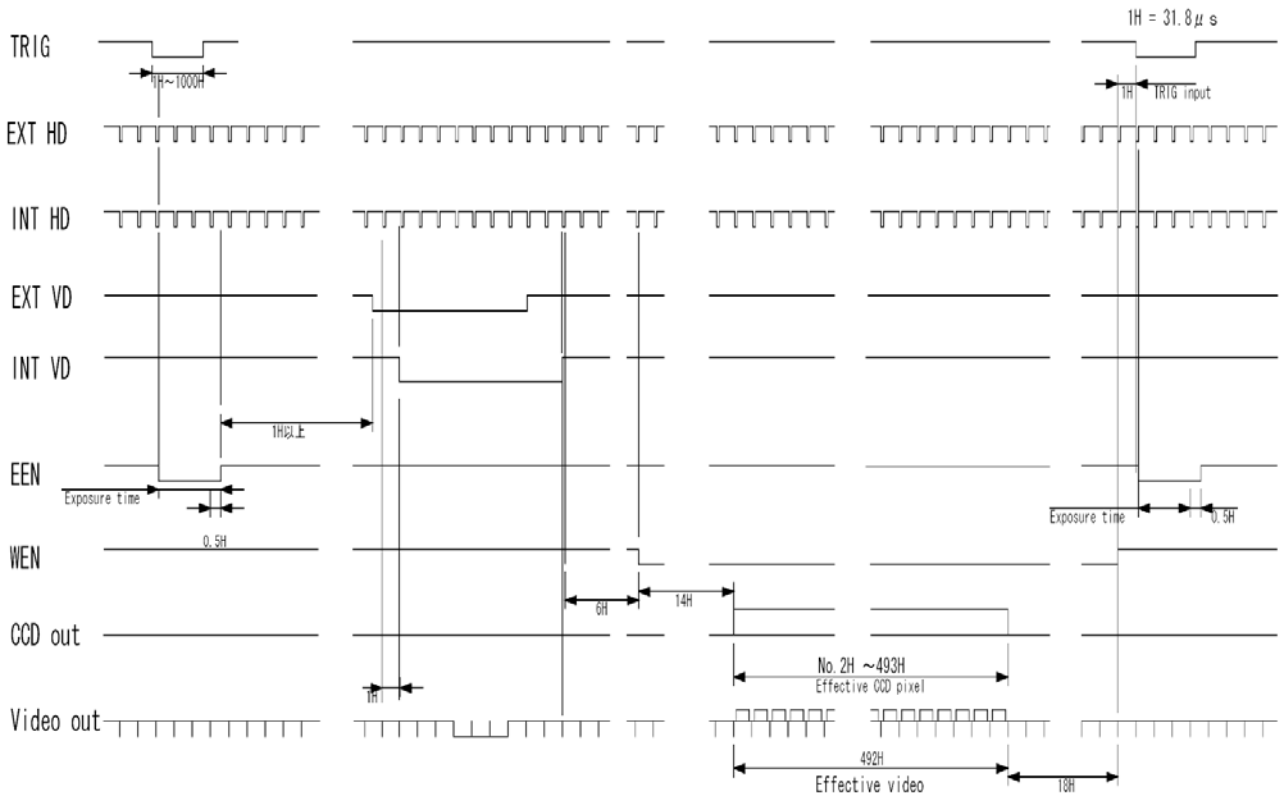 1H = 31.8μs
TRIG
1H～1000H
1H TRIG input
EXT HD
INT HD
EXT VD
INT VD
1H以上
EEN
Exposure time
0.5H
Exposure time
0.5H
WEN
6H
14H
CCD out
No.2H ～493H
Effective CCD pixel
1H
Video out
492H
Effective video
18H